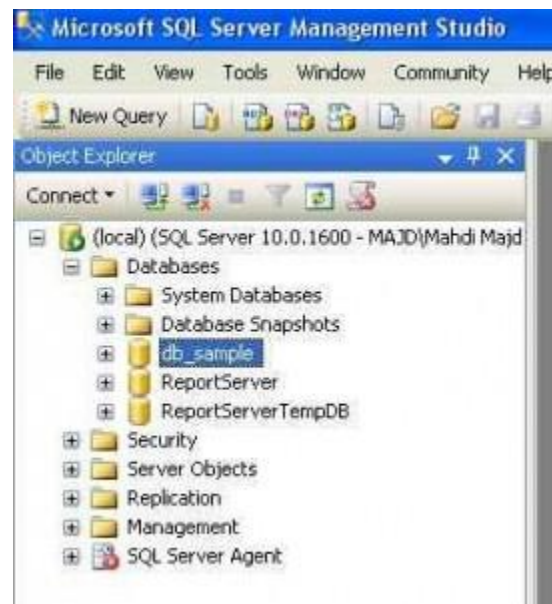 Microsoft SQL Server Management Studio
File Edit View Tools Window Community Help
New Query
Object Explorer
Connect
(local) (SQL Server 10.0.1600 - MAJD\Mahdi Majd
Databases
System Databases
Database Snapshots
db_sample
ReportServer
ReportServerTempDB
Security
Server Objects
Replication
Management
SQL Server Agent